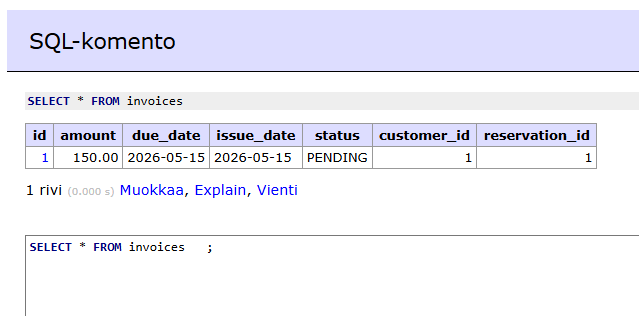 SQL-komento
SELECT * FROM invoices
id amount due_date issue_date status customer_id reservation_id
1 150.00 2026-05-15 2026-05-15 PENDING 1 1
1 rivi (0.000 s) Muokkaa, Explain, Vienti
SELECT * FROM invoices ;